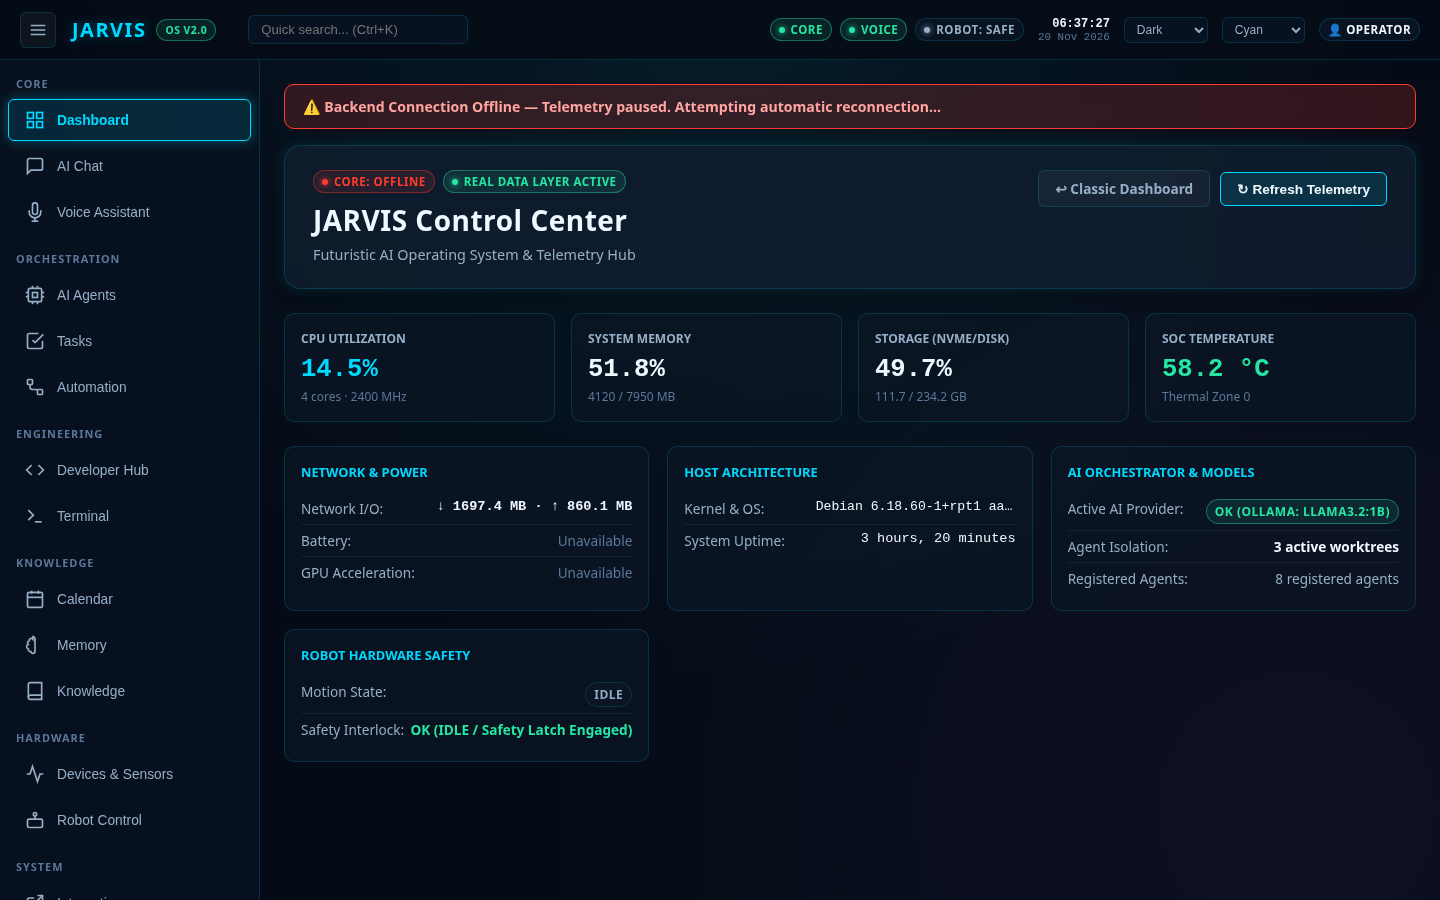 JARVIS OS V2.0
Quick search... (Ctrl+K)
CORE VOICE ROBOT: SAFE
06:37:27
20 Nov 2026
Dark
Cyan
👤 OPERATOR
CORE
Dashboard
AI Chat
Voice Assistant
ORCHESTRATION
AI Agents
Tasks
Automation
ENGINEERING
Developer Hub
Terminal
KNOWLEDGE
Calendar
Memory
Knowledge
HARDWARE
Devices & Sensors
Robot Control
SYSTEM
⚠️ Backend Connection Offline — Telemetry paused. Attempting automatic reconnection...
CORE: OFFLINE REAL DATA LAYER ACTIVE
JARVIS Control Center
Futuristic AI Operating System & Telemetry Hub
↩ Classic Dashboard
↻ Refresh Telemetry
CPU UTILIZATION
14.5%
4 cores · 2400 MHz
SYSTEM MEMORY
51.8%
4120 / 7950 MB
STORAGE (NVME/DISK)
49.7%
111.7 / 234.2 GB
SOC TEMPERATURE
58.2 °C
Thermal Zone 0
NETWORK & POWER
Network I/O: ↓ 1697.4 MB · ↑ 860.1 MB
Battery: Unavailable
GPU Acceleration: Unavailable
HOST ARCHITECTURE
Kernel & OS: Debian 6.18.60-1+rpt1 aa…
System Uptime: 3 hours, 20 minutes
AI ORCHESTRATOR & MODELS
Active AI Provider: OK (OLLAMA: LLAMA3.2:1B)
Agent Isolation: 3 active worktrees
Registered Agents: 8 registered agents
ROBOT HARDWARE SAFETY
Motion State: IDLE
Safety Interlock: OK (IDLE / Safety Latch Engaged)